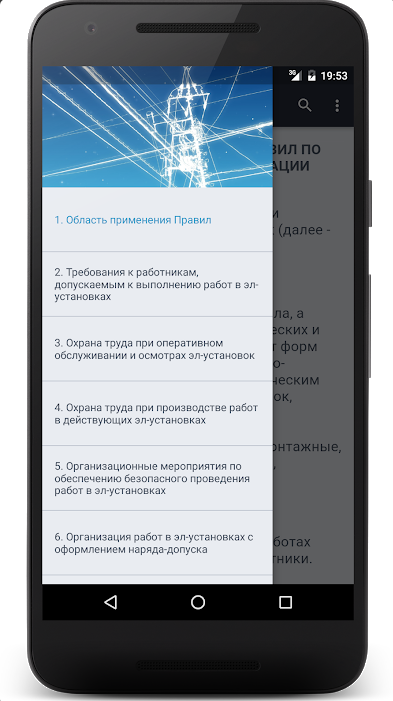 3G 19:53
ВИЛ ПО
АЦИИ
1. Область применения Правил
и
(далее -
2. Требования к работникам,
допускаемым к выполнению работ в эл-
установках
3. Охрана труда при оперативном
обслуживании и осмотрах эл-установок
ла, а
еских и
т форм
о-
ническим
ок,
4. Охрана труда при производстве работ
в действующих эл-установках
5. Организационные мероприятия по
обеспечению безопасного проведения
работ в эл-установках
онтажные,
6. Организация работ в эл-установках с
оформлением наряда-допуска
ботах
тники.